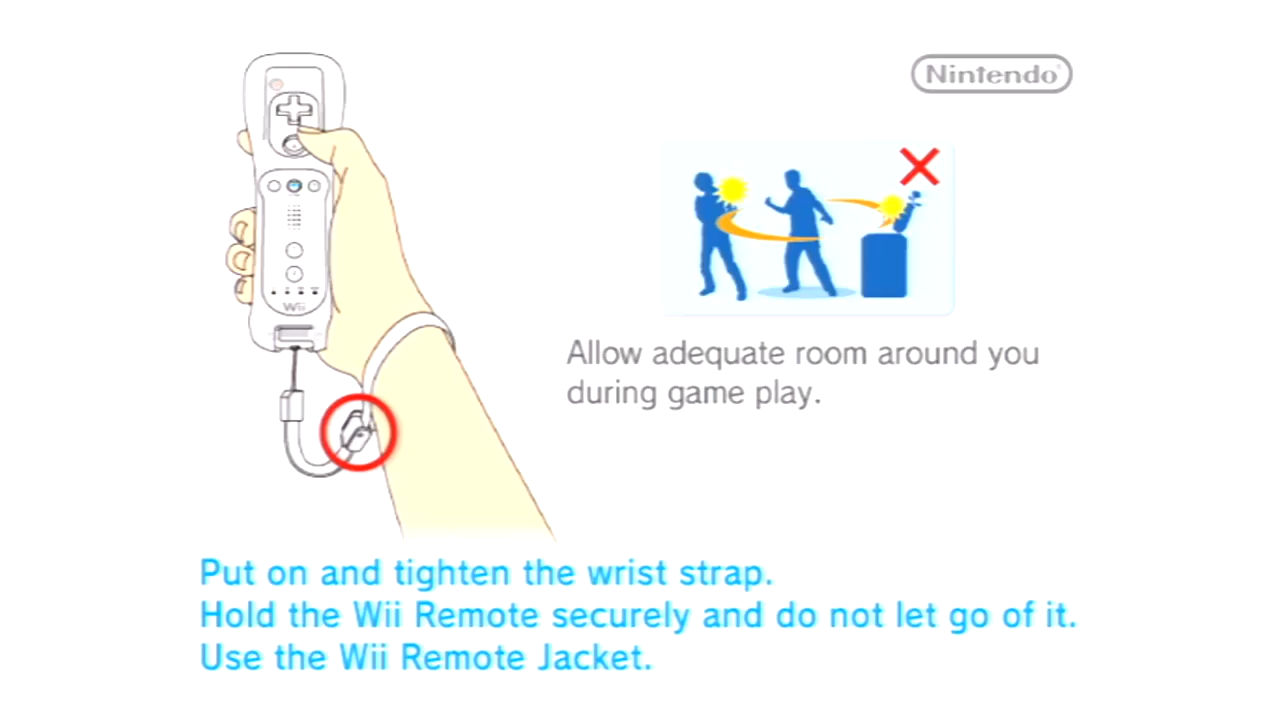 Nintendo
Wii
Allow adequate room around you
during game play.
Put on and tighten the wrist strap.
Hold the Wii Remote securely and do not let go of it.
Use the Wii Remote Jacket.